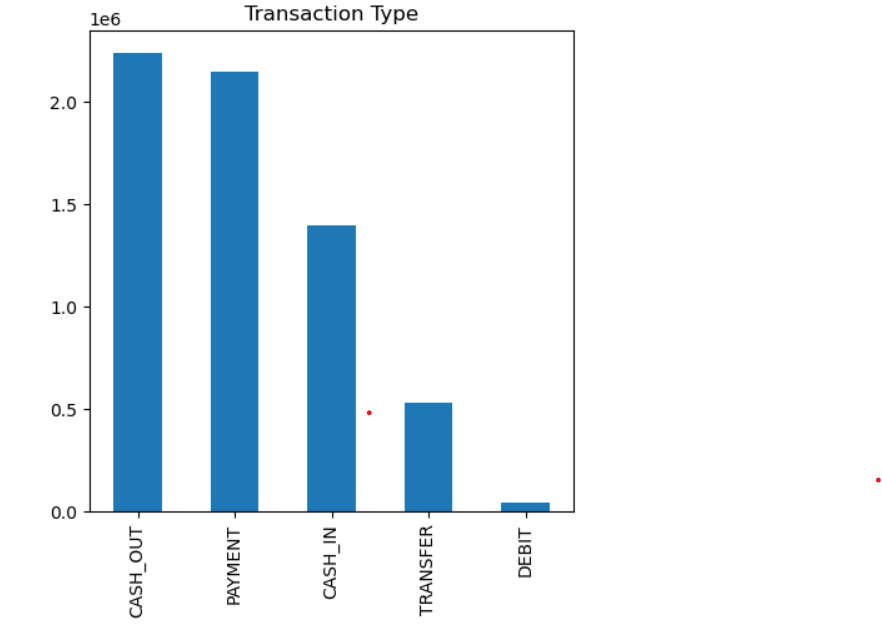 Transaction Type
1e6
2.0
1.5
1.0
0.5
0.0
CASH_OUT
PAYMENT
CASH_IN
TRANSFER
DEBIT